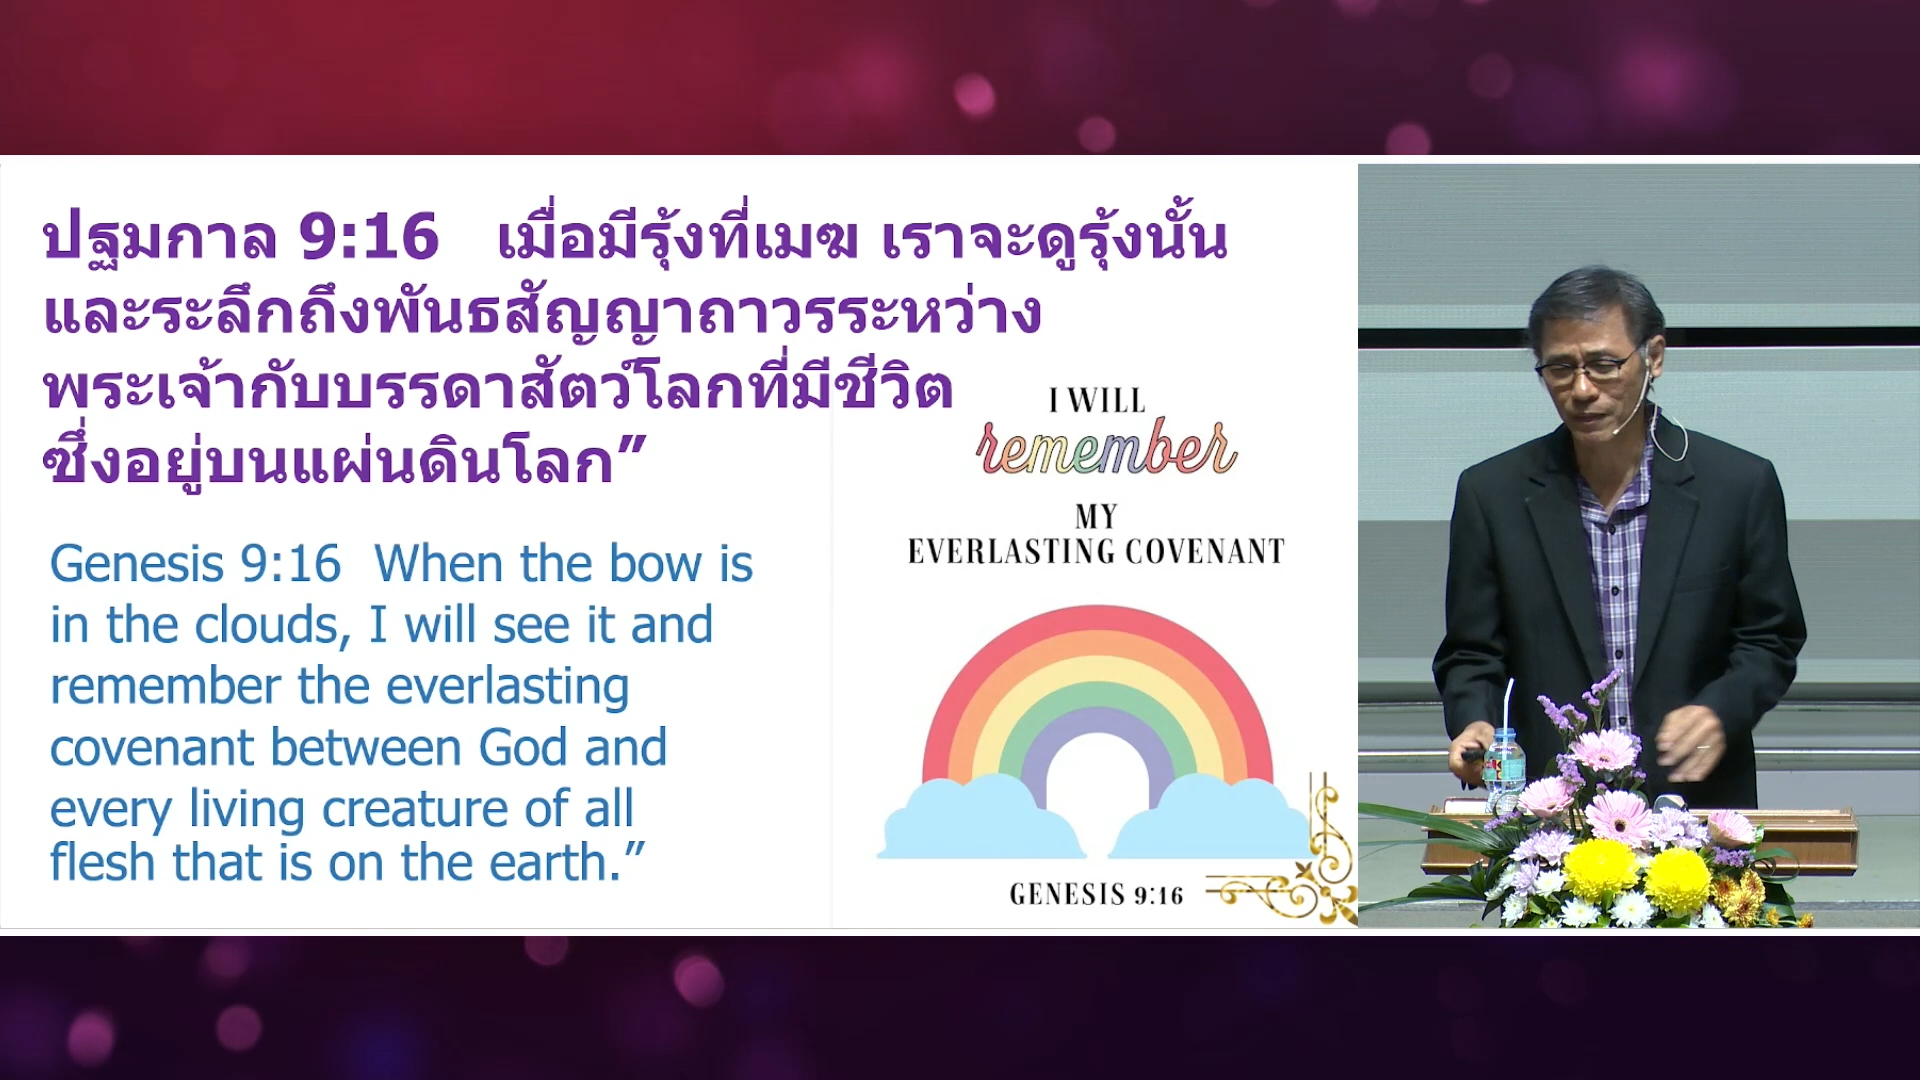 ปฐมกาล 9:16 เมื่อมีรุ้งที่เมฆ เราจะดูรุ้งนั้น
และระลึกถึงพันธสัญญาถาวรระหว่าง
พระเจ้ากับบรรดาสัตว์โลกที่มีชีวิต
ซึ่งอยู่บนแผ่นดินโลก”
Genesis 9:16 When the bow is
in the clouds, I will see it and
remember the everlasting
covenant between God and
every living creature of all
flesh that is on the earth.”
I WILL
remember
MY
EVERLASTING COVENANT
GENESIS 9:16